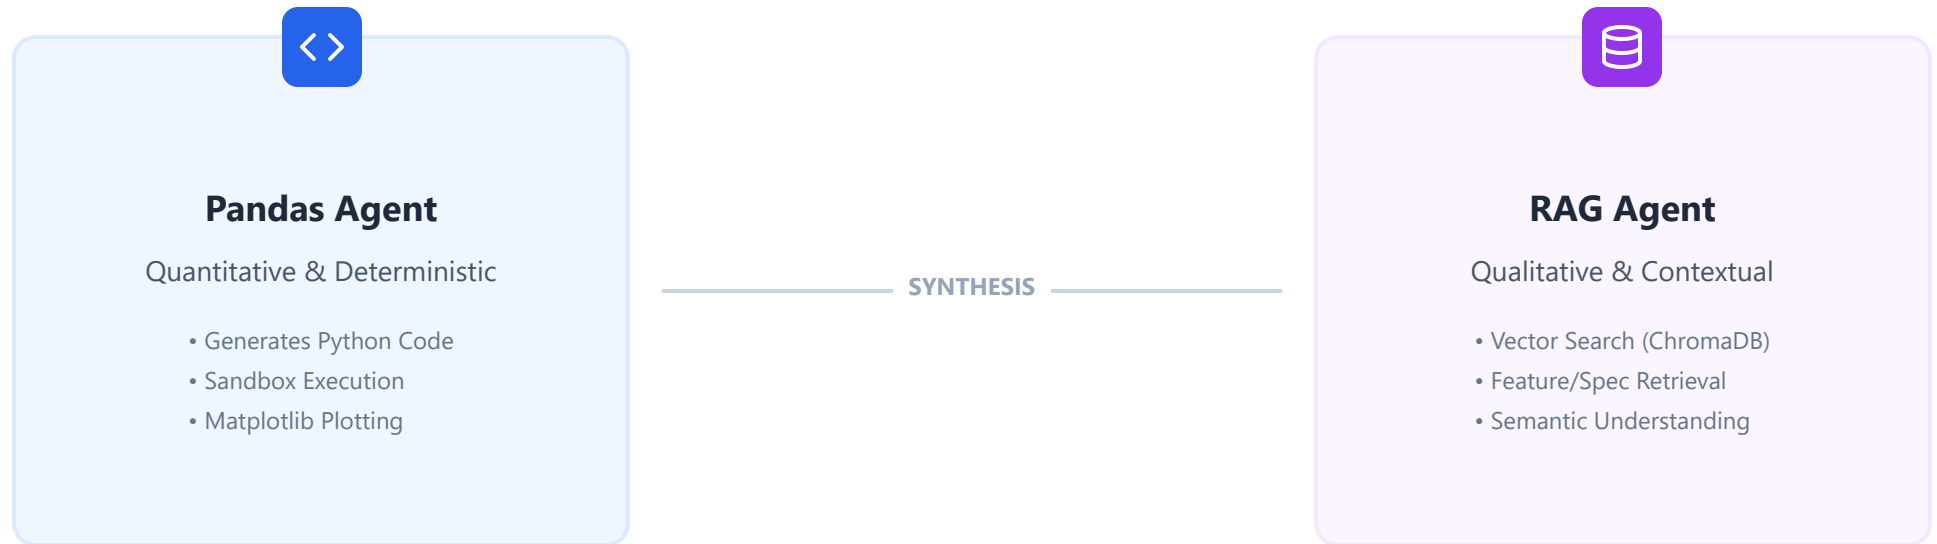 Pandas Agent
Quantitative & Deterministic
• Generates Python Code
• Sandbox Execution
• Matplotlib Plotting
SYNTHESIS
RAG Agent
Qualitative & Contextual
• Vector Search (ChromaDB)
• Feature/Spec Retrieval
• Semantic Understanding